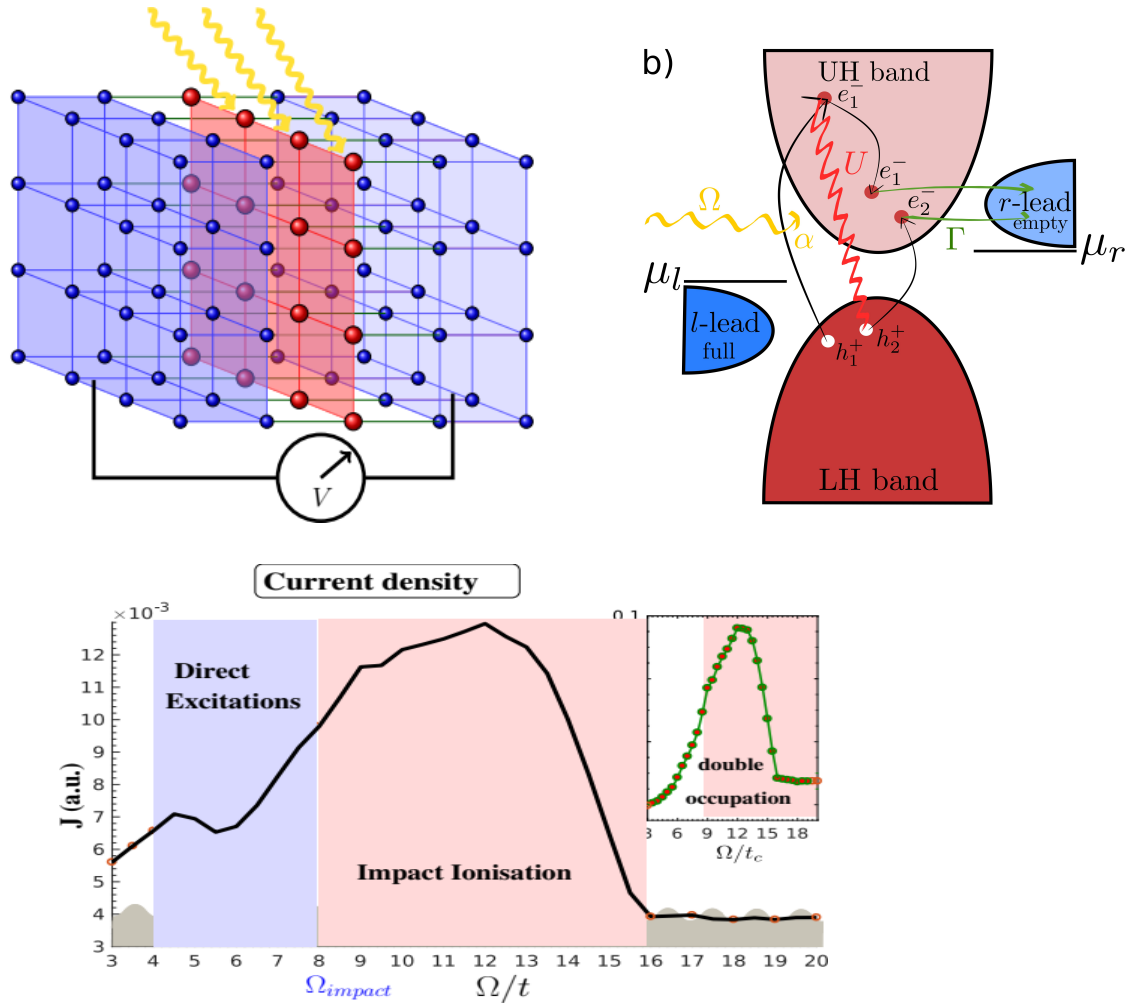 V
b)
UH band
e₁⁻
U
e₁⁻
e₂⁻
Ω
α
Γ
r-lead
empty
μᵣ
μₗ
l-lead
full
h₁⁺
h₂⁺
LH band
Current density
×10⁻³
J (a.u.)
12
11
10
9
8
7
6
5
4
3
Direct
Excitations
Impact Ionisation
3 4 5 6 7 8 9 10 11 12 13 14 15 16 17 18 19 20
Ω_impact
Ω/t
0.1
double
occupation
3 6 9 12 15 18
Ω/t_c